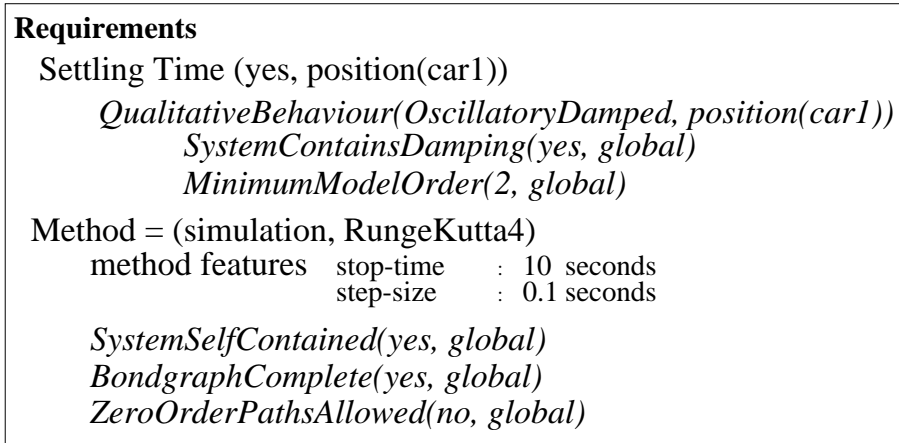 Requirements
Settling Time (yes, position(car1))
QualitativeBehaviour(OscillatoryDamped, position(car1))
SystemContainsDamping(yes, global)
MinimumModelOrder(2, global)
Method = (simulation, RungeKutta4)
method features stop-time : 10 seconds
step-size : 0.1 seconds
SystemSelfContained(yes, global)
BondgraphComplete(yes, global)
ZeroOrderPathsAllowed(no, global)